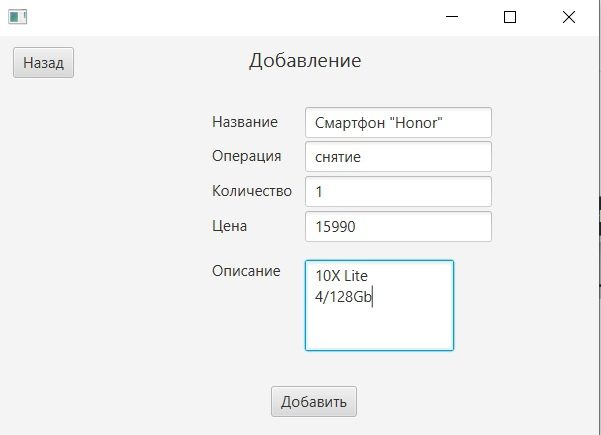 Назад
Добавление
Название Смартфон "Honor"
Операция снятие
Количество 1
Цена 15990
Описание 10X Lite
4/128Gb
Добавить